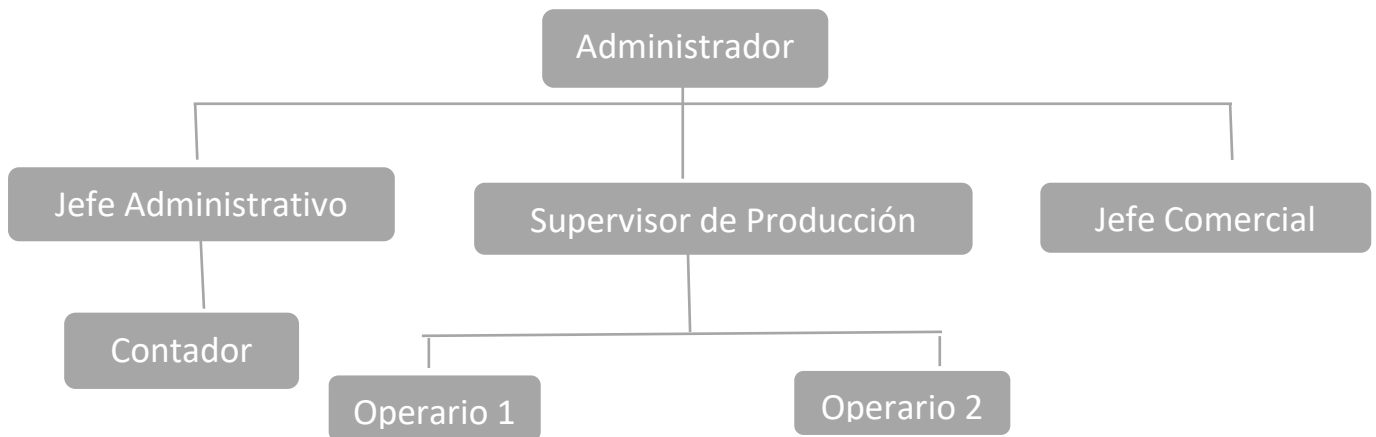 Administrador
Jefe Administrativo
Supervisor de Producción
Jefe Comercial
Contador
Operario 1
Operario 2